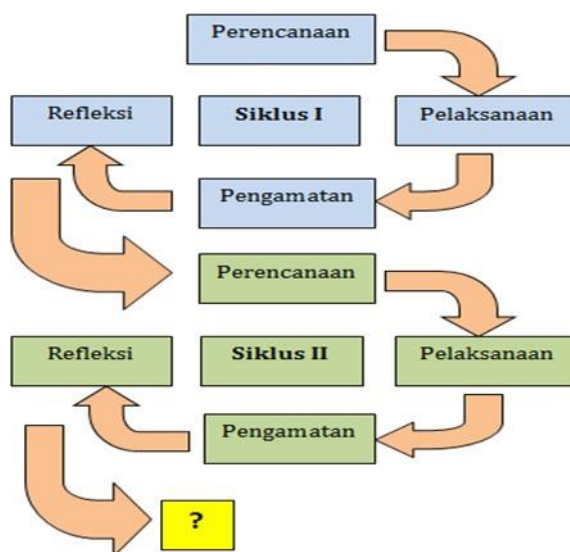 Perencanaan
Refleksi
Siklus I
Pelaksanaan
Pengamatan
Perencanaan
Refleksi
Siklus II
Pelaksanaan
Pengamatan
?